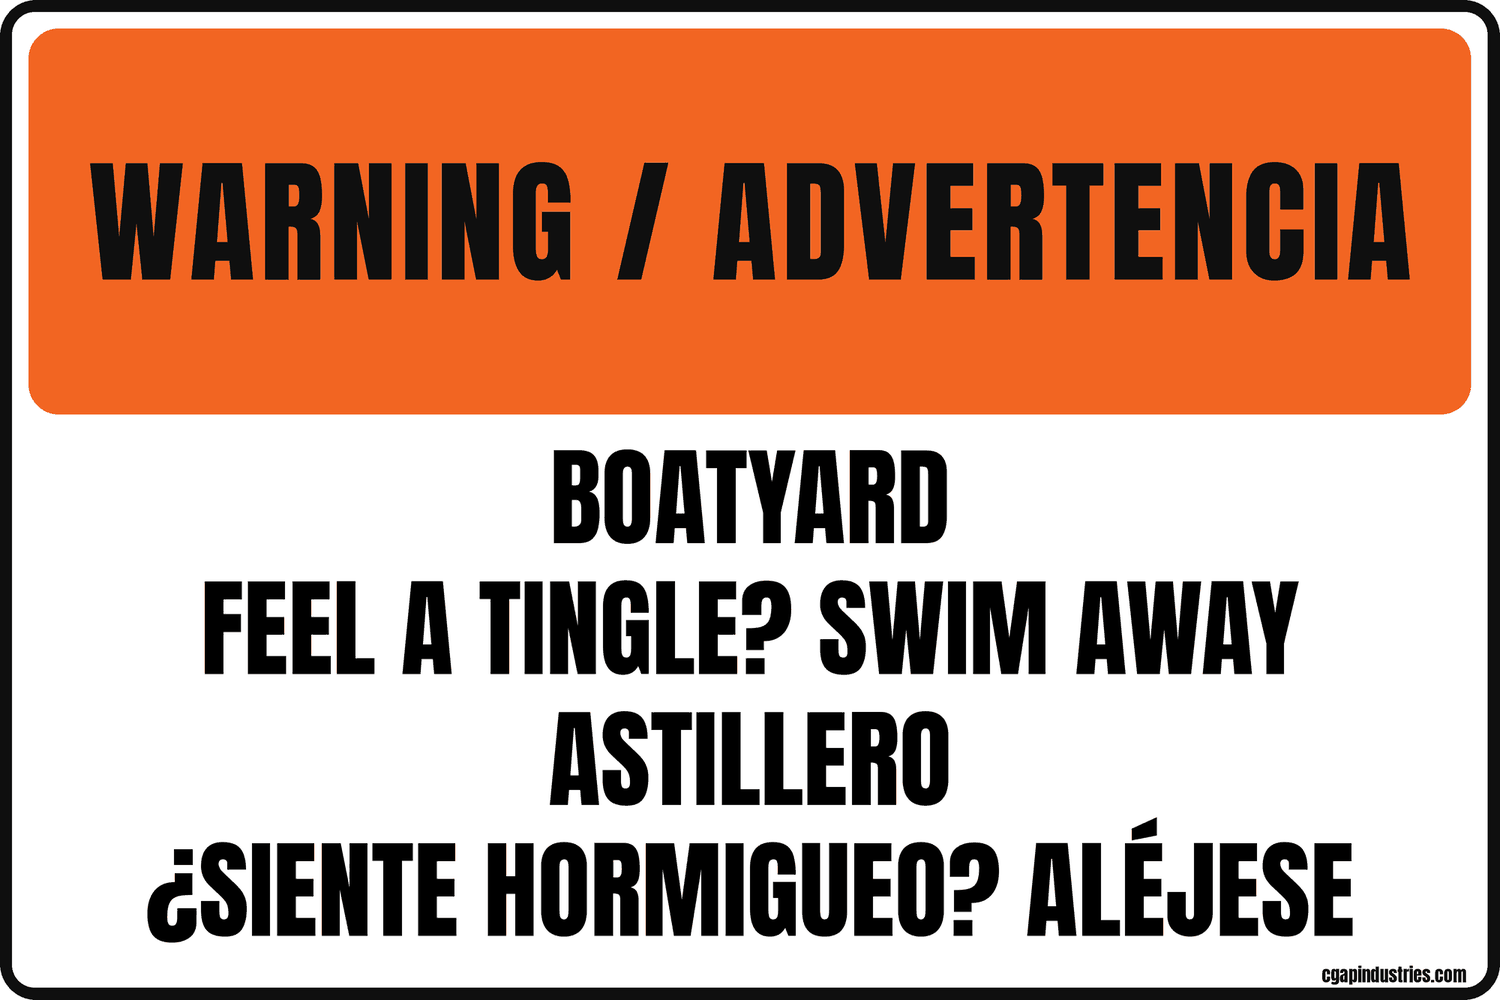 WARNING / ADVERTENCIA
BOATYARD
FEEL A TINGLE? SWIM AWAY
ASTILLERO
¿SIENTE HORMIGUEO? ALÉJESE
cgapindustries.com